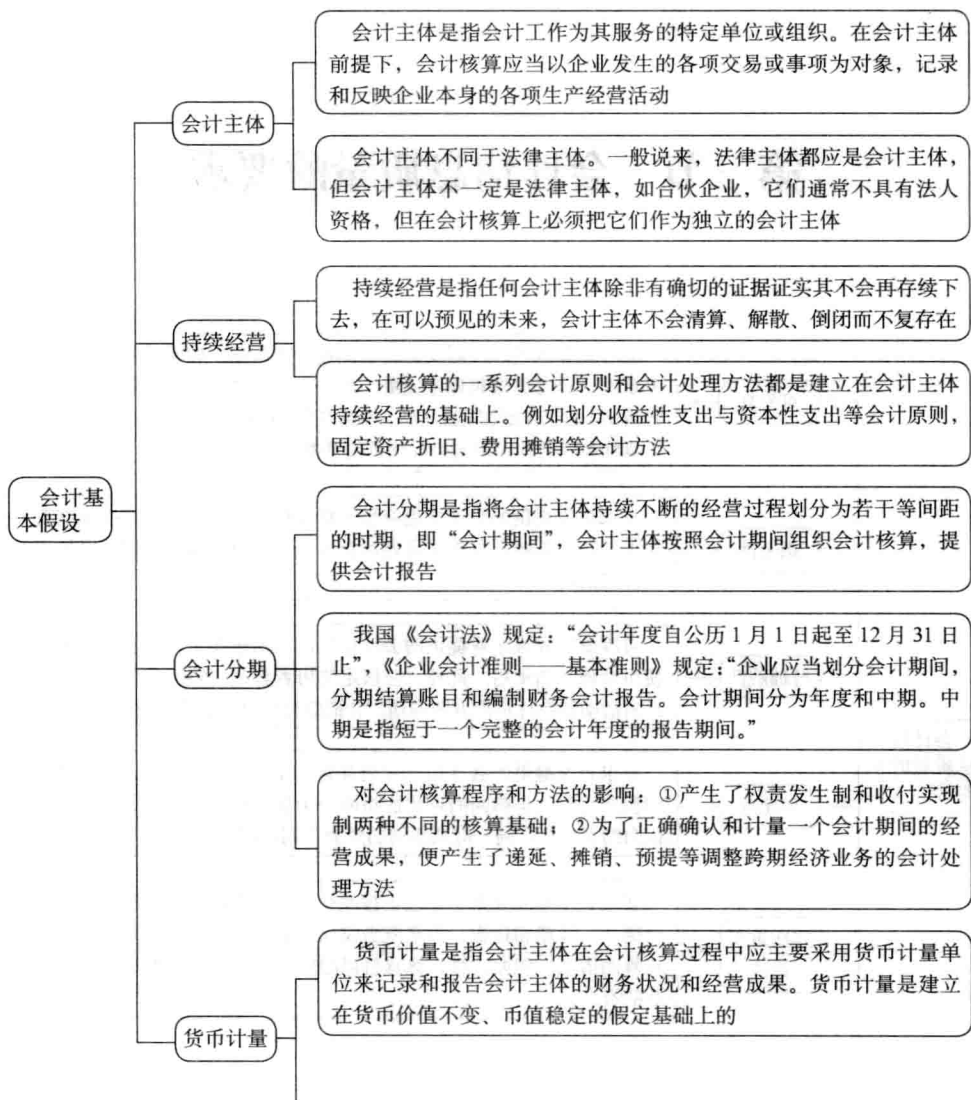 会计主体是指会计工作为其服务的特定单位或组织。在会计主体
前提下，会计核算应当以企业发生的各项交易或事项为对象，记录
和反映企业本身的各项生产经营活动
会计主体
会计主体不同于法律主体。一般说来，法律主体都应是会计主体，
但会计主体不一定是法律主体，如合伙企业，它们通常不具有法人
资格，但在会计核算上必须把它们作为独立的会计主体
持续经营是指任何会计主体除非有确切的证据证实其不会再存续下
去，在可以预见的未来，会计主体不会清算、解散、倒闭而不复存在
持续经营
会计核算的一系列会计原则和会计处理方法都是建立在会计主体
持续经营的基础上。例如划分收益性支出与资本性支出等会计原则，
固定资产折旧、费用摊销等会计方法
会计基
本假设
会计分期是指将会计主体持续不断的经营过程划分为若干等间距
的时期，即“会计期间”，会计主体按照会计期间组织会计核算，提
供会计报告
我国《会计法》规定：“会计年度自公历1月1日起至12月31日
止”，《企业会计准则——基本准则》规定：“企业应当划分会计期间，
分期结算账目和编制财务会计报告。会计期间分为年度和中期。中
期是指短于一个完整的会计年度的报告期间。”
会计分期
对会计核算程序和方法的影响：①产生了权责发生制和收付实现
制两种不同的核算基础；②为了正确确认和计量一个会计期间的经
营成果，便产生了递延、摊销、预提等调整跨期经济业务的会计处
理方法
货币计量是指会计主体在会计核算过程中应主要采用货币计量单
位来记录和报告会计主体的财务状况和经营成果。货币计量是建立
在货币价值不变、币值稳定的假定基础上的
货币计量